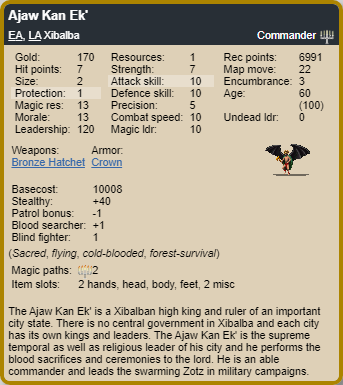 Ajaw Kan Ek'
EA, LA Xibalba Commander
Gold: 170 Resources: 1 Rec points: 6991
Hit points: 7 Strength: 7 Map move: 22
Size: 2 Attack skill: 10 Encumbrance: 3
Protection: 1 Defence skill: 10 Age: 60
Magic res: 13 Precision: 5 (100)
Morale: 13 Combat speed: 10 Undead ldr: 0
Leadership: 120 Magic ldr: 10
Weapons: Armor:
Bronze Hatchet Crown
Basecost: 10008
Stealthy: +40
Patrol bonus: -1
Blood searcher: +1
Blind fighter: 1
(Sacred, flying, cold-blooded, forest-survival)
Magic paths: 2
Item slots: 2 hands, head, body, feet, 2 misc
The Ajaw Kan Ek' is a Xibalban high king and ruler of an important
city state. There is no central government in Xibalba and each city
has its own kings and leaders. The Ajaw Kan Ek' is the supreme
temporal as well as religious leader of his city and he performs the
blood sacrifices and ceremonies to the lord. He is an able
commander and leads the swarming Zotz in military campaigns.